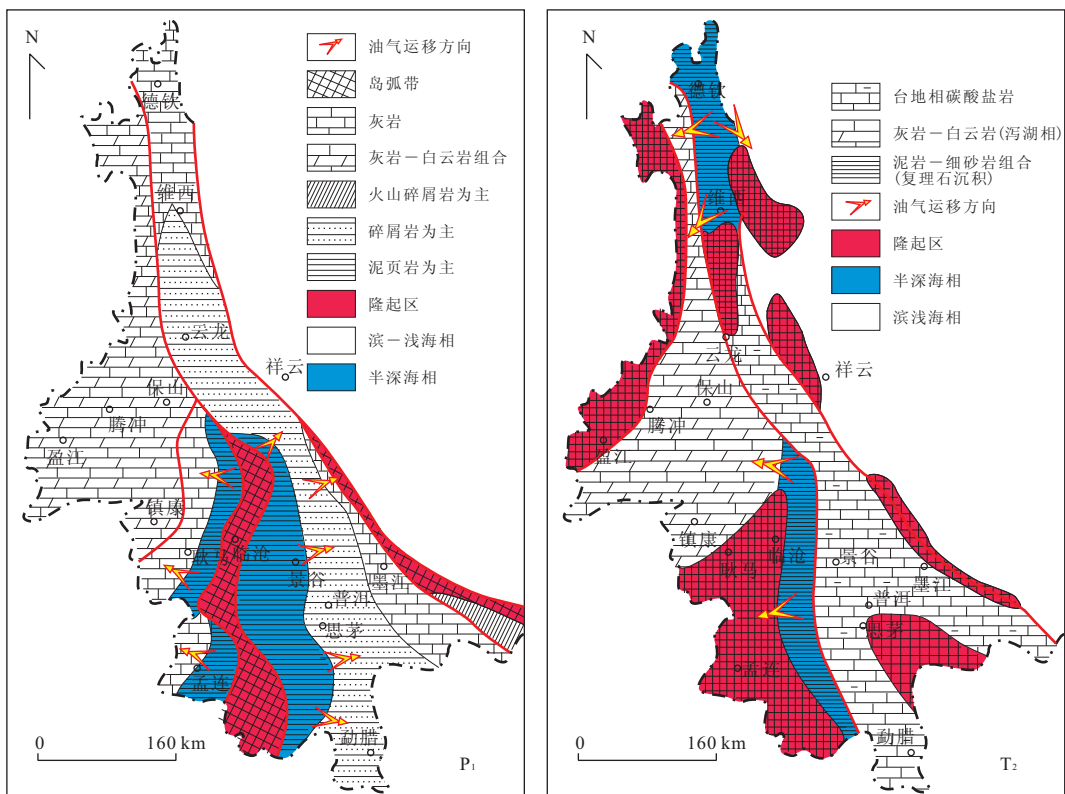 N
油气运移方向
岛弧带
灰岩
灰岩－白云岩组合
火山碎屑岩为主
碎屑岩为主
泥页岩为主
隆起区
滨－浅海相
半深海相
德钦
维西
云龙
祥云
保山
腾冲
盈江
镇康
耿马
临沧
景谷
墨江
普洱
思茅
孟连
勐腊
0 160 km
P1
N
台地相碳酸盐岩
灰岩－白云岩(泻湖相)
泥岩－细砂岩组合
(复理石沉积)
油气运移方向
隆起区
半深海相
滨浅海相
德钦
维西
云龙
祥云
保山
腾冲
盈江
镇康
临沧
耿马
景谷
墨江
普洱
思茅
孟连
勐腊
0 160 km
T2